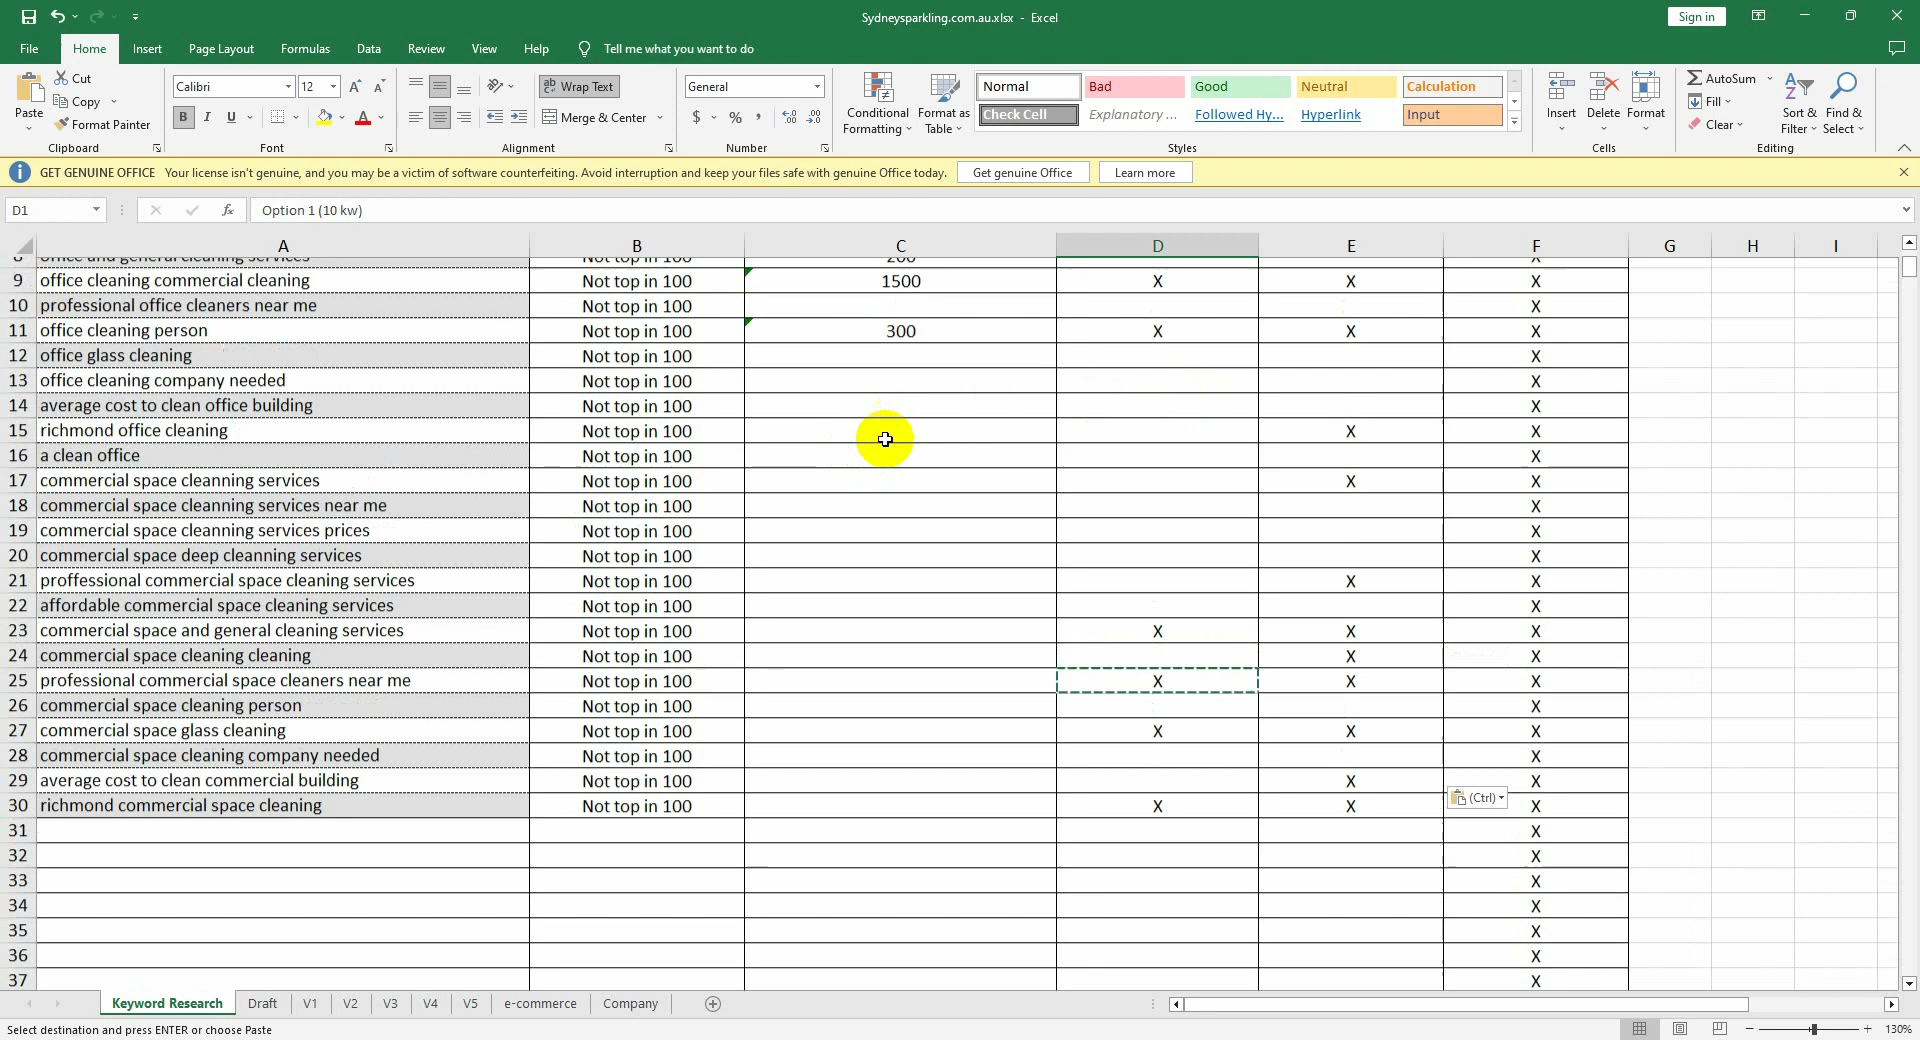 Sydneysparkling.com.au.xlsx - Excel
Sign in
File Home Insert Page Layout Formulas Data Review View Help Tell me what you want to do
Paste Cut Copy Format Painter Clipboard
Calibri 12 B I U A A A Font
ab Wrap Text Merge & Center Alignment
General $ % , .00 Number
Conditional Formatting Format as Table
Normal Bad Good Neutral Calculation
Check Cell Explanatory ... Followed Hy... Hyperlink Input
Styles
Insert Delete Format Cells
AutoSum Fill Clear Sort & Filter Find & Select Editing
GET GENUINE OFFICE Your license isn't genuine, and you may be a victim of software counterfeiting. Avoid interruption and keep your files safe with genuine Office today. Get genuine Office Learn more
D1 fx Option 1 (10 kw)
A B C D E F G H I
8 office and general cleaning services Not top in 100 200 X
9 office cleaning commercial cleaning Not top in 100 1500 X X X
10 professional office cleaners near me Not top in 100 X
11 office cleaning person Not top in 100 300 X X X
12 office glass cleaning Not top in 100 X
13 office cleaning company needed Not top in 100 X
14 average cost to clean office building Not top in 100 X
15 richmond office cleaning Not top in 100 X X
16 a clean office Not top in 100 X
17 commercial space cleanning services Not top in 100 X X
18 commercial space cleanning services near me Not top in 100 X
19 commercial space cleanning services prices Not top in 100 X
20 commercial space deep cleanning services Not top in 100 X
21 proffessional commercial space cleaning services Not top in 100 X X
22 affordable commercial space cleaning services Not top in 100 X
23 commercial space and general cleaning services Not top in 100 X X X
24 commercial space cleaning cleaning Not top in 100 X X
25 professional commercial space cleaners near me Not top in 100 X X X
26 commercial space cleaning person Not top in 100 X
27 commercial space glass cleaning Not top in 100 X X X
28 commercial space cleaning company needed Not top in 100 X
29 average cost to clean commercial building Not top in 100 X X
30 richmond commercial space cleaning Not top in 100 X X (Ctrl) X
31 X
32 X
33 X
34 X
35 X
36 X
37 X
Keyword Research Draft V1 V2 V3 V4 V5 e-commerce Company
Select destination and press ENTER or choose Paste
130%